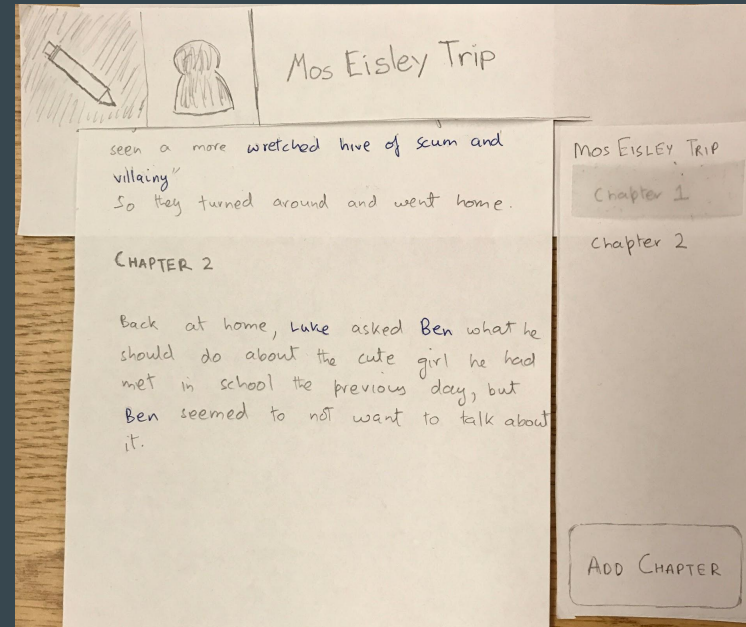 Mos Eisley Trip
seen a more wretched hive of scum and
villainy"
So they turned around and went home.
CHAPTER 2
Back at home, Luke asked Ben what he
should do about the cute girl he had
met in school the previous day, but
Ben seemed to not want to talk about
it.
MOS EISLEY TRIP
Chapter 1
Chapter 2
ADD CHAPTER